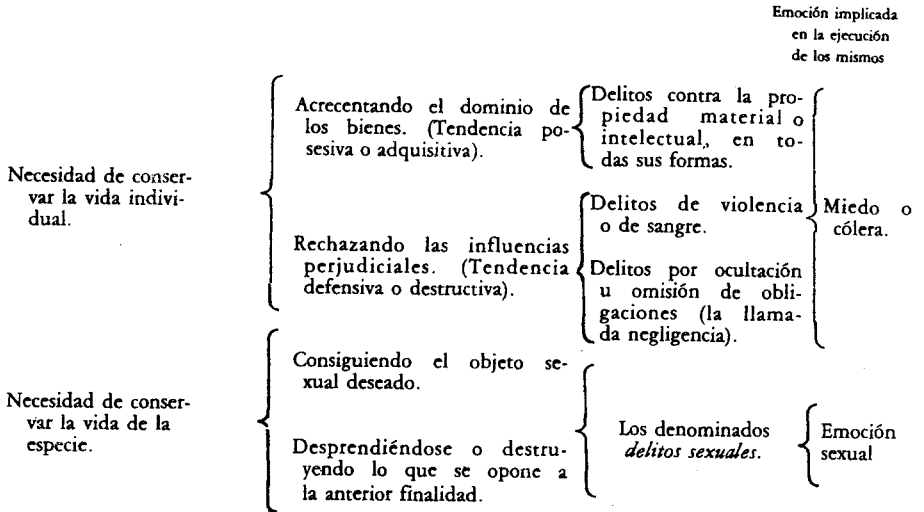 Emoción implicada
en la ejecución
de los mismos
Necesidad de conser-
var la vida indivi-
dual.
Acrecentando el dominio de
los bienes. (Tendencia po-
sesiva o adquisitiva).
Delitos contra la pro-
piedad material o
intelectual,, en to-
das sus formas.
Rechazando las influencias
perjudiciales. (Tendencia
defensiva o destructiva).
Delitos de violencia
o de sangre.
Delitos por ocultación
u omisión de obli-
gaciones (la llama-
da negligencia).
Miedo o
cólera.
Necesidad de conser-
var la vida de la
especie.
Consiguiendo el objeto se-
xual deseado.
Desprendiéndose o destru-
yendo lo que se opone a
la anterior finalidad.
Los denominados
delitos sexuales.
Emoción
sexual